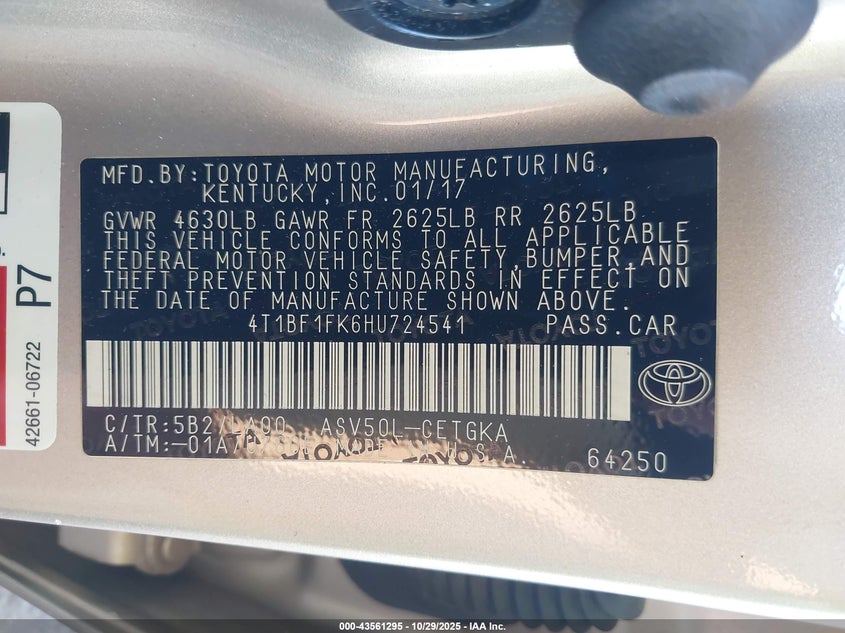 MFD.BY:TOYOTA MOTOR MANUFACTURING,
KENTUCKY,INC.01/17
GVWR 4630LB GAWR FR 2625LB RR 2625LB
THIS VEHICLE CONFORMS TO ALL APPLICABLE
FEDERAL MOTOR VEHICLE SAFETY,BUMPER,AND
THEFT PREVENTION STANDARDS IN EFFECT ON
THE DATE OF MANUFACTURE SHOWN ABOVE.
4T1BF1FK6HU724541 PASS.CAR
C/TR: ASV50L-CETGKA
A/TM: U.S.A. 64250
P7
42661-06722
000-43561295 - 10/29/2025 - IAA Inc.